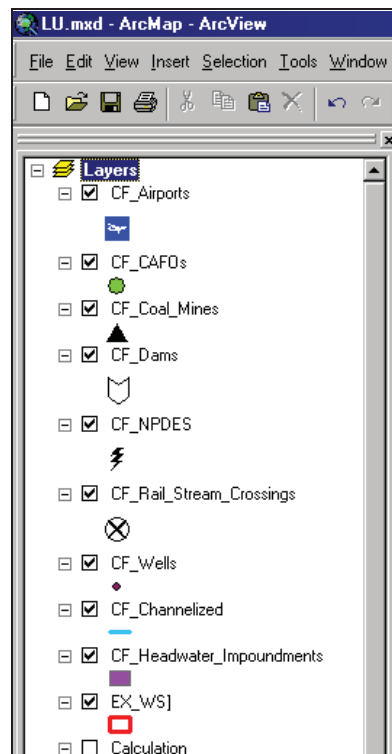 LU.mxd - ArcMap - ArcView
File Edit View Insert Selection Tools Window
Layers
CF_Airports
CF_CAFOs
CF_Coal_Mines
CF_Dams
CF_NPDES
CF_Rail_Stream_Crossings
CF_Wells
CF_Channelized
CF_Headwater_Impoundments
EX_WS]
Calculation